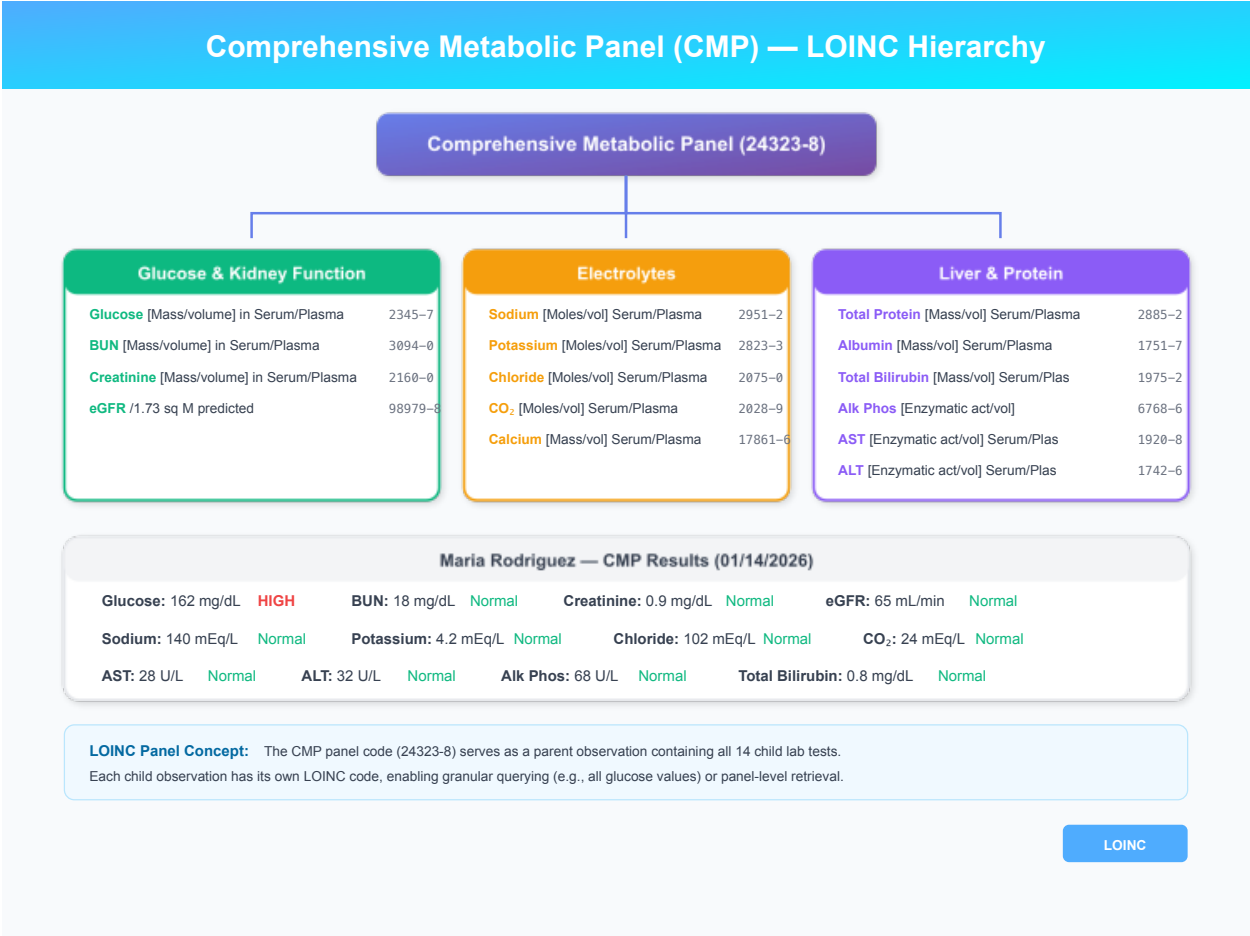 Comprehensive Metabolic Panel (CMP) — LOINC Hierarchy
Comprehensive Metabolic Panel (24323-8)
Glucose & Kidney Function
Glucose [Mass/volume] in Serum/Plasma 2345-7
BUN [Mass/volume] in Serum/Plasma 3094-0
Creatinine [Mass/volume] in Serum/Plasma 2160-0
eGFR /1.73 sq M predicted 98979-8
Electrolytes
Sodium [Moles/vol] Serum/Plasma 2951-2
Potassium [Moles/vol] Serum/Plasma 2823-3
Chloride [Moles/vol] Serum/Plasma 2075-0
CO₂ [Moles/vol] Serum/Plasma 2028-9
Calcium [Mass/vol] Serum/Plasma 17861-6
Liver & Protein
Total Protein [Mass/vol] Serum/Plasma 2885-2
Albumin [Mass/vol] Serum/Plasma 1751-7
Total Bilirubin [Mass/vol] Serum/Plas 1975-2
Alk Phos [Enzymatic act/vol] 6768-6
AST [Enzymatic act/vol] Serum/Plas 1920-8
ALT [Enzymatic act/vol] Serum/Plas 1742-6
Maria Rodriguez — CMP Results (01/14/2026)
Glucose: 162 mg/dL HIGH BUN: 18 mg/dL Normal Creatinine: 0.9 mg/dL Normal eGFR: 65 mL/min Normal
Sodium: 140 mEq/L Normal Potassium: 4.2 mEq/L Normal Chloride: 102 mEq/L Normal CO₂: 24 mEq/L Normal
AST: 28 U/L Normal ALT: 32 U/L Normal Alk Phos: 68 U/L Normal Total Bilirubin: 0.8 mg/dL Normal
LOINC Panel Concept: The CMP panel code (24323-8) serves as a parent observation containing all 14 child lab tests.
Each child observation has its own LOINC code, enabling granular querying (e.g., all glucose values) or panel-level retrieval.
LOINC